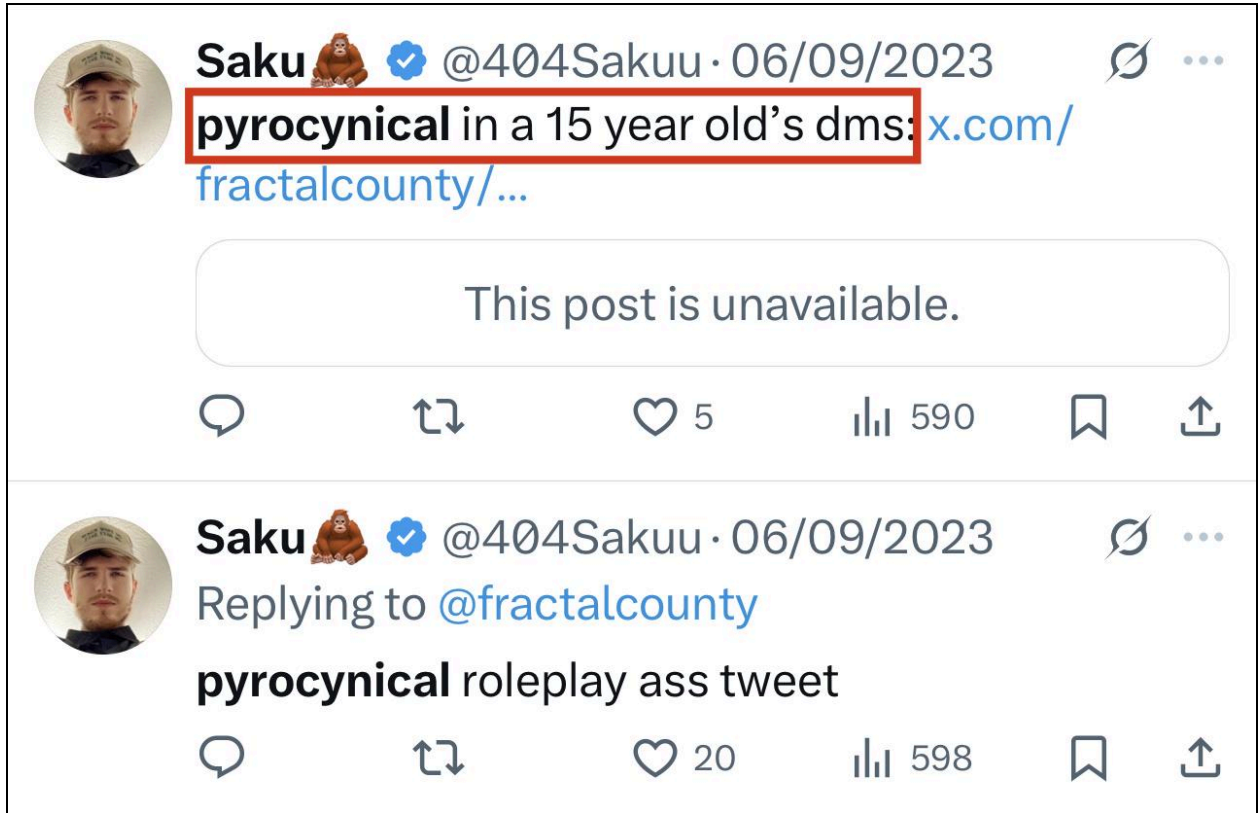 Saku🦧 @404Sakuu · 06/09/2023
pyrocynical in a 15 year old’s dms: x.com/
fractalcounty/...
This post is unavailable.
5 590
Saku🦧 @404Sakuu · 06/09/2023
Replying to @fractalcounty
pyrocynical roleplay ass tweet
20 598